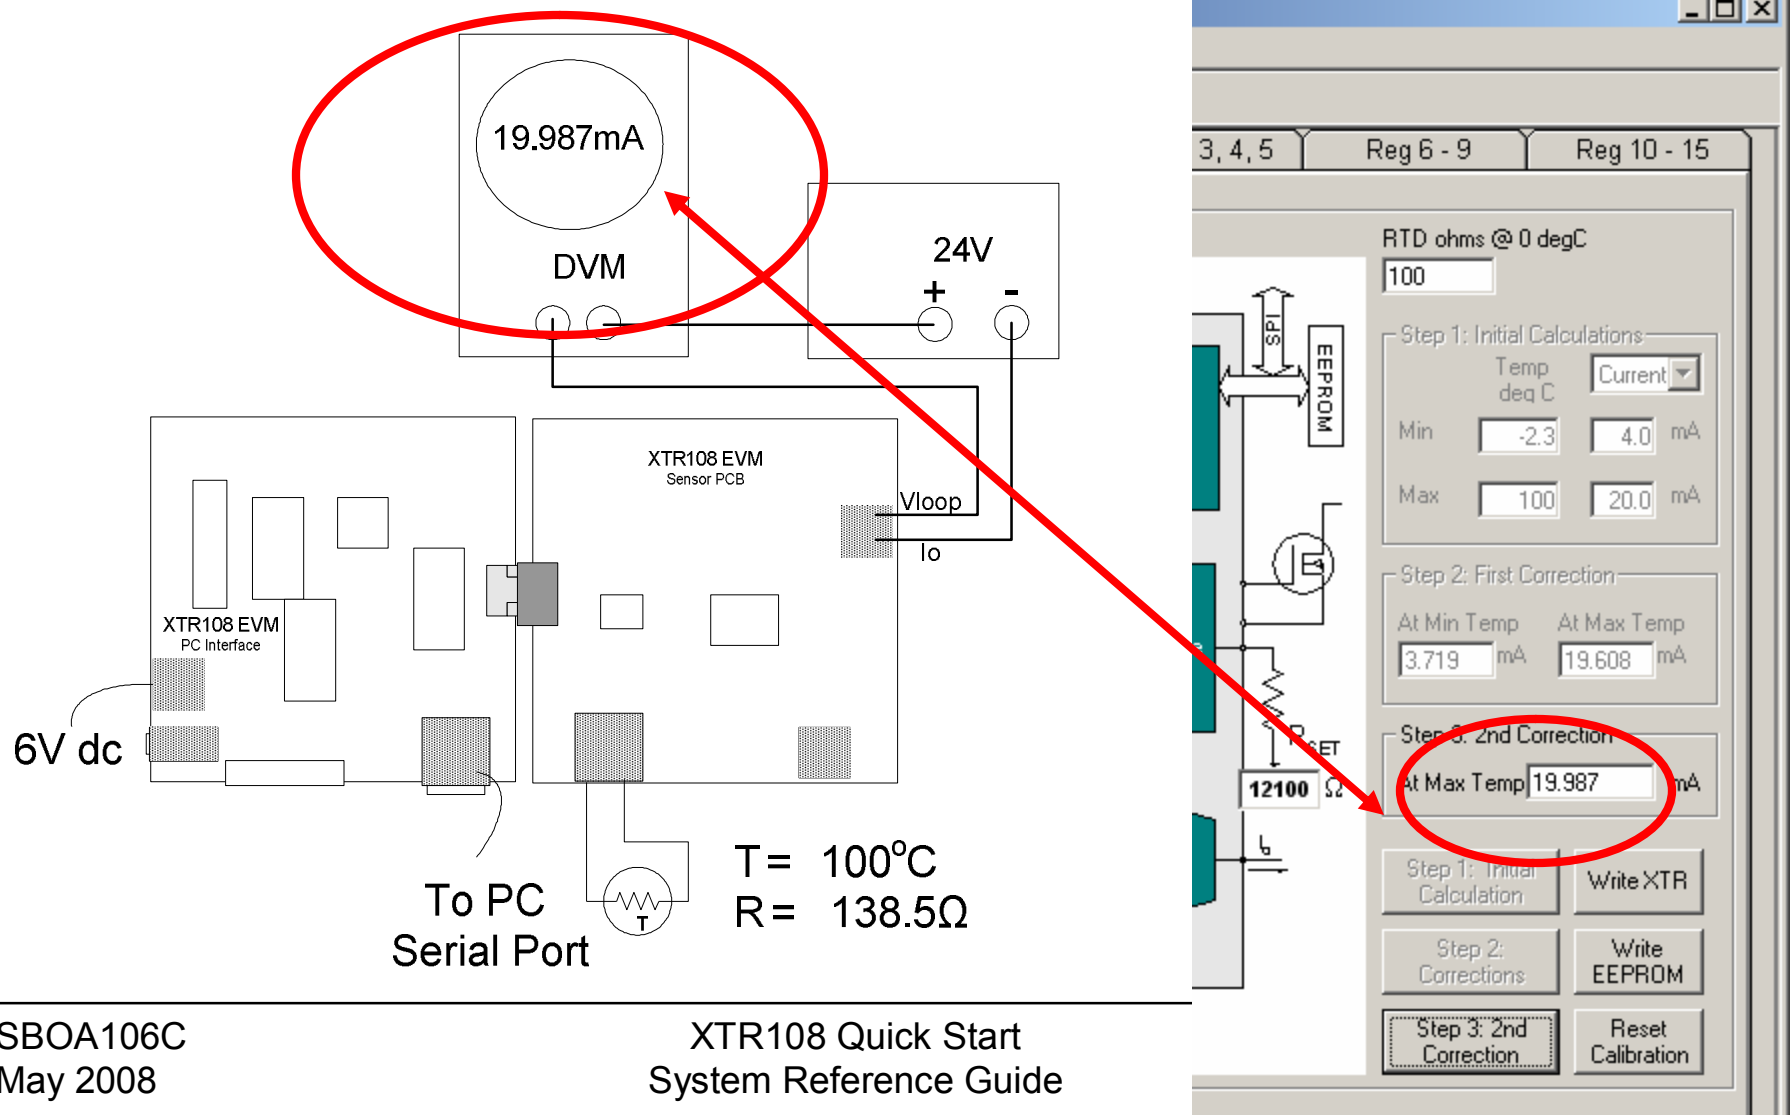 19.987mA
DVM
24V
+ -
XTR108 EVM
Sensor PCB
Vloop
Io
XTR108 EVM
PC Interface
6V dc
To PC
Serial Port
T
T= 100°C
R= 138.5Ω
SBOA106C
May 2008
XTR108 Quick Start
System Reference Guide
3, 4, 5
Reg 6 - 9
Reg 10 - 15
RTD ohms @ 0 degC
100
SPI
EEPROM
Step 1: Initial Calculations
Temp
deg C
Current
Min -2.3 4.0 mA
Max 100 20.0 mA
Step 2: First Correction
At Min Temp At Max Temp
3.719 mA 19.608 mA
RSET
12100 Ω
Io
Step 3: 2nd Correction
At Max Temp 19.987 mA
Step 1: Initial
Calculation
Write XTR
Step 2:
Corrections
Write
EEPROM
Step 3: 2nd
Correction
Reset
Calibration